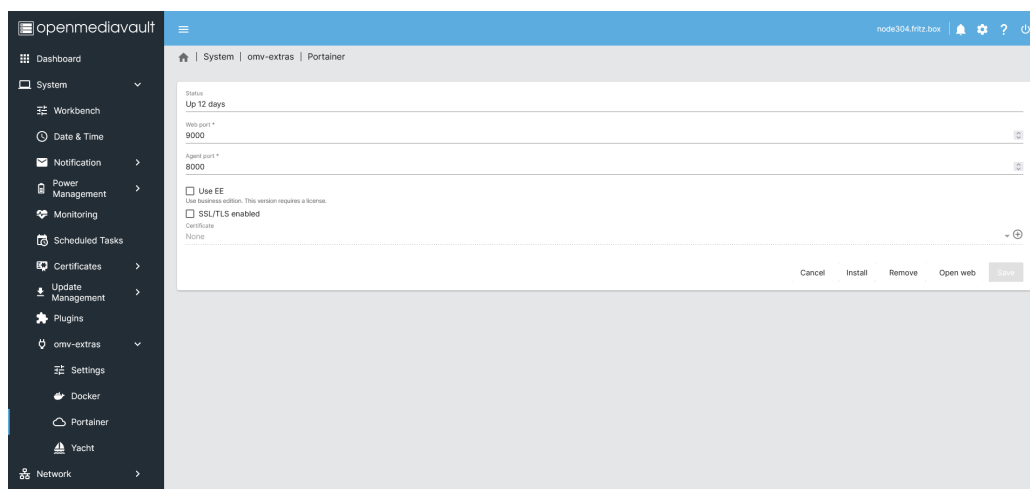 openmediavault
node304.fritz.box
Dashboard
System
Workbench
Date & Time
Notification
Power
Management
Monitoring
Scheduled Tasks
Certificates
Update
Management
Plugins
omv-extras
Settings
Docker
Portainer
Yacht
Network
| System | omv-extras | Portainer
Status
Up 12 days
Web port *
9000
Agent port *
8000
Use EE
Use business edition. This version requires a license.
SSL/TLS enabled
Certificate
None
Cancel Install Remove Open web Save